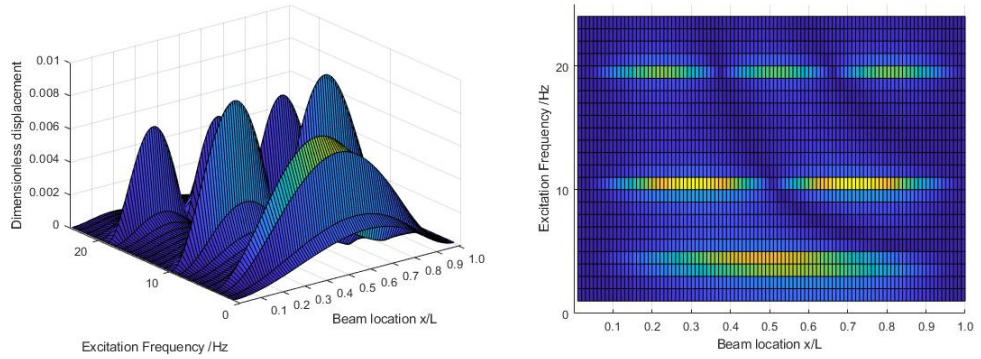 0.01
0.008
0.006
0.004
0.002
0
Dimensionless displacement
20
10
0
Excitation Frequency /Hz
0.1 0.2 0.3 0.4 0.5 0.6 0.7 0.8 0.9 1.0
Beam location x/L
20
10
0
Excitation Frequency /Hz
0.1 0.2 0.3 0.4 0.5 0.6 0.7 0.8 0.9 1.0
Beam location x/L